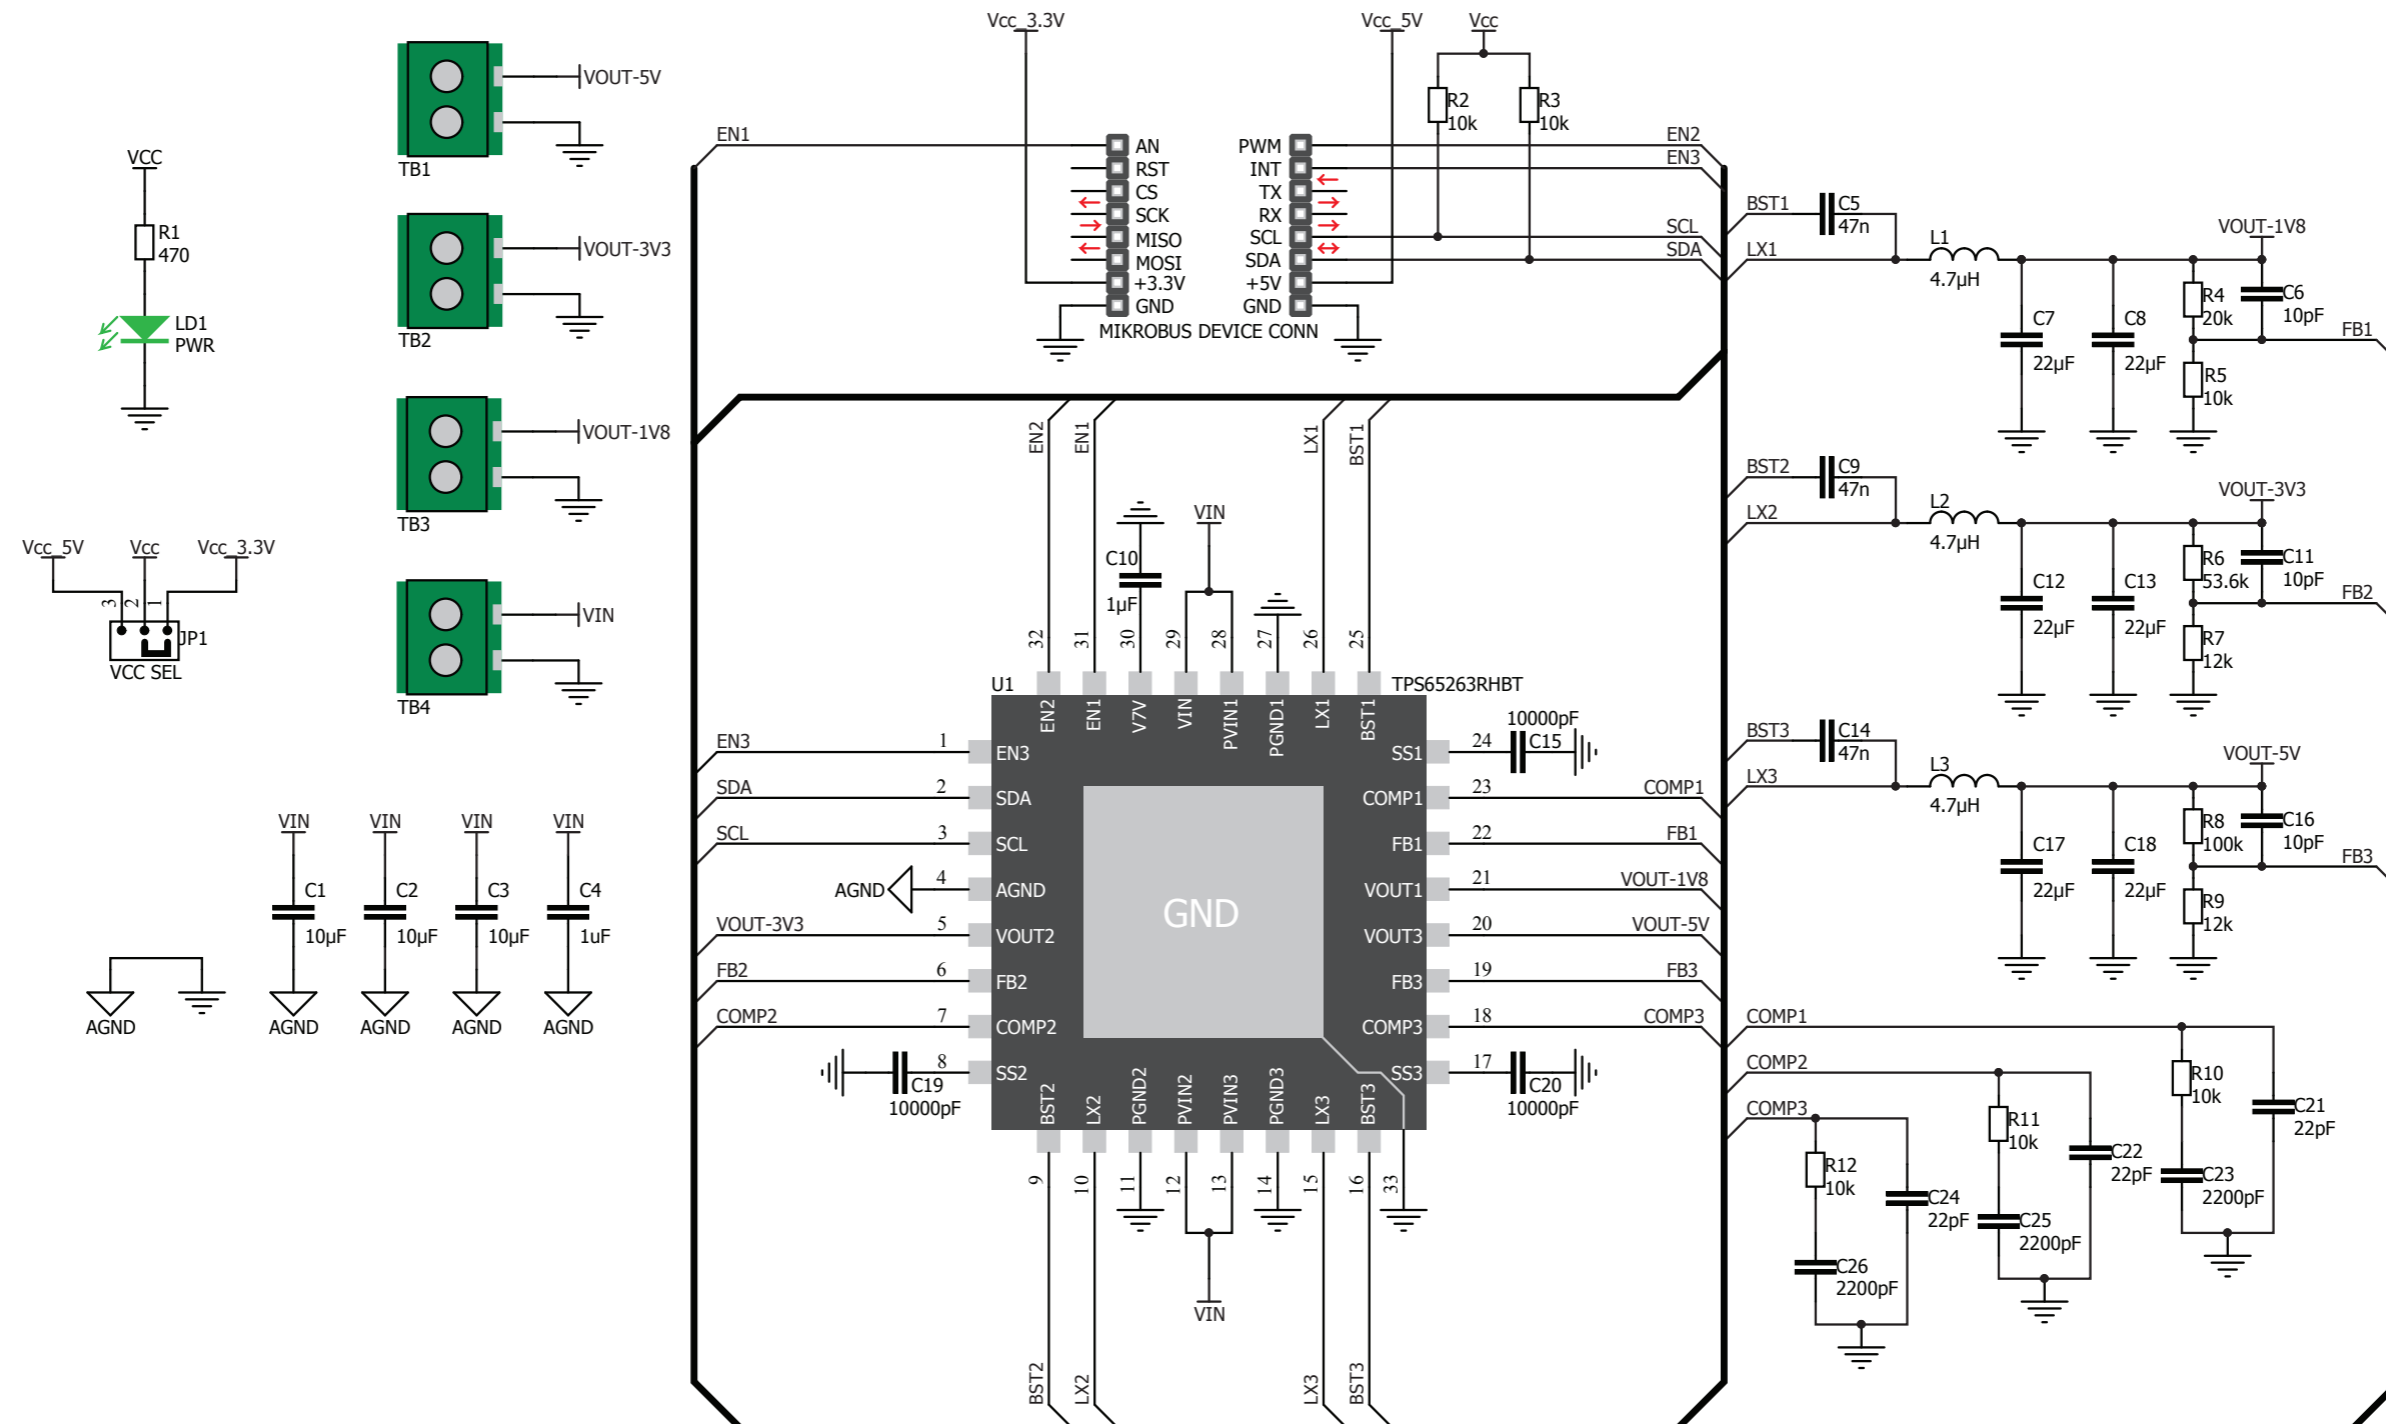 Vcc_3.3V
Vcc_5V
Vcc
VOUT-5V
TB1
VCC
R1
470
LD1
PWR
VOUT-3V3
TB2
VOUT-1V8
TB3
Vcc_5V
Vcc
Vcc_3.3V
3
2
1
JP1
VCC SEL
VIN
TB4
VIN
C1
10µF
AGND
VIN
C2
10µF
AGND
VIN
C3
10µF
AGND
VIN
C4
1uF
AGND
AGND
EN1
AN
RST
CS
SCK
MISO
MOSI
+3.3V
GND
PWM
INT
TX
RX
SCL
SDA
+5V
GND
MIKROBUS DEVICE CONN
R2
10k
R3
10k
EN2
EN3
SCL
SDA
EN2
EN1
LX1
BST1
C10
1µF
VIN
32
31
30
29
28
27
26
25
U1
TPS65263RHBT
EN2
EN1
V7V
VIN
PVIN1
PGND1
LX1
BST1
EN3
1
EN3
SDA
2
SDA
SCL
3
SCL
AGND
4
AGND
VOUT-3V3
5
VOUT2
FB2
6
FB2
COMP2
7
COMP2
8
SS2
C19
10000pF
GND
SS1
24
10000pF
C15
COMP1
23
COMP1
FB1
22
FB1
VOUT1
21
VOUT-1V8
VOUT3
20
VOUT-5V
FB3
19
FB3
COMP3
18
COMP3
SS3
17
C20
10000pF
BST2
LX2
PGND2
PVIN2
PVIN3
PGND3
LX3
BST3
9
10
11
12
13
14
15
16
33
VIN
BST2
LX2
LX3
BST3
BST1
C5
47n
LX1
L1
4.7µH
VOUT-1V8
C7
22µF
C8
22µF
R4
20k
C6
10pF
FB1
R5
10k
BST2
C9
47n
LX2
L2
4.7µH
VOUT-3V3
C12
22µF
C13
22µF
R6
53.6k
C11
10pF
FB2
R7
12k
BST3
C14
47n
LX3
L3
4.7µH
VOUT-5V
C17
22µF
C18
22µF
R8
100k
C16
10pF
FB3
R9
12k
COMP1
COMP2
COMP3
R10
10k
C21
22pF
C23
2200pF
R11
10k
C22
22pF
C25
2200pF
R12
10k
C24
22pF
C26
2200pF